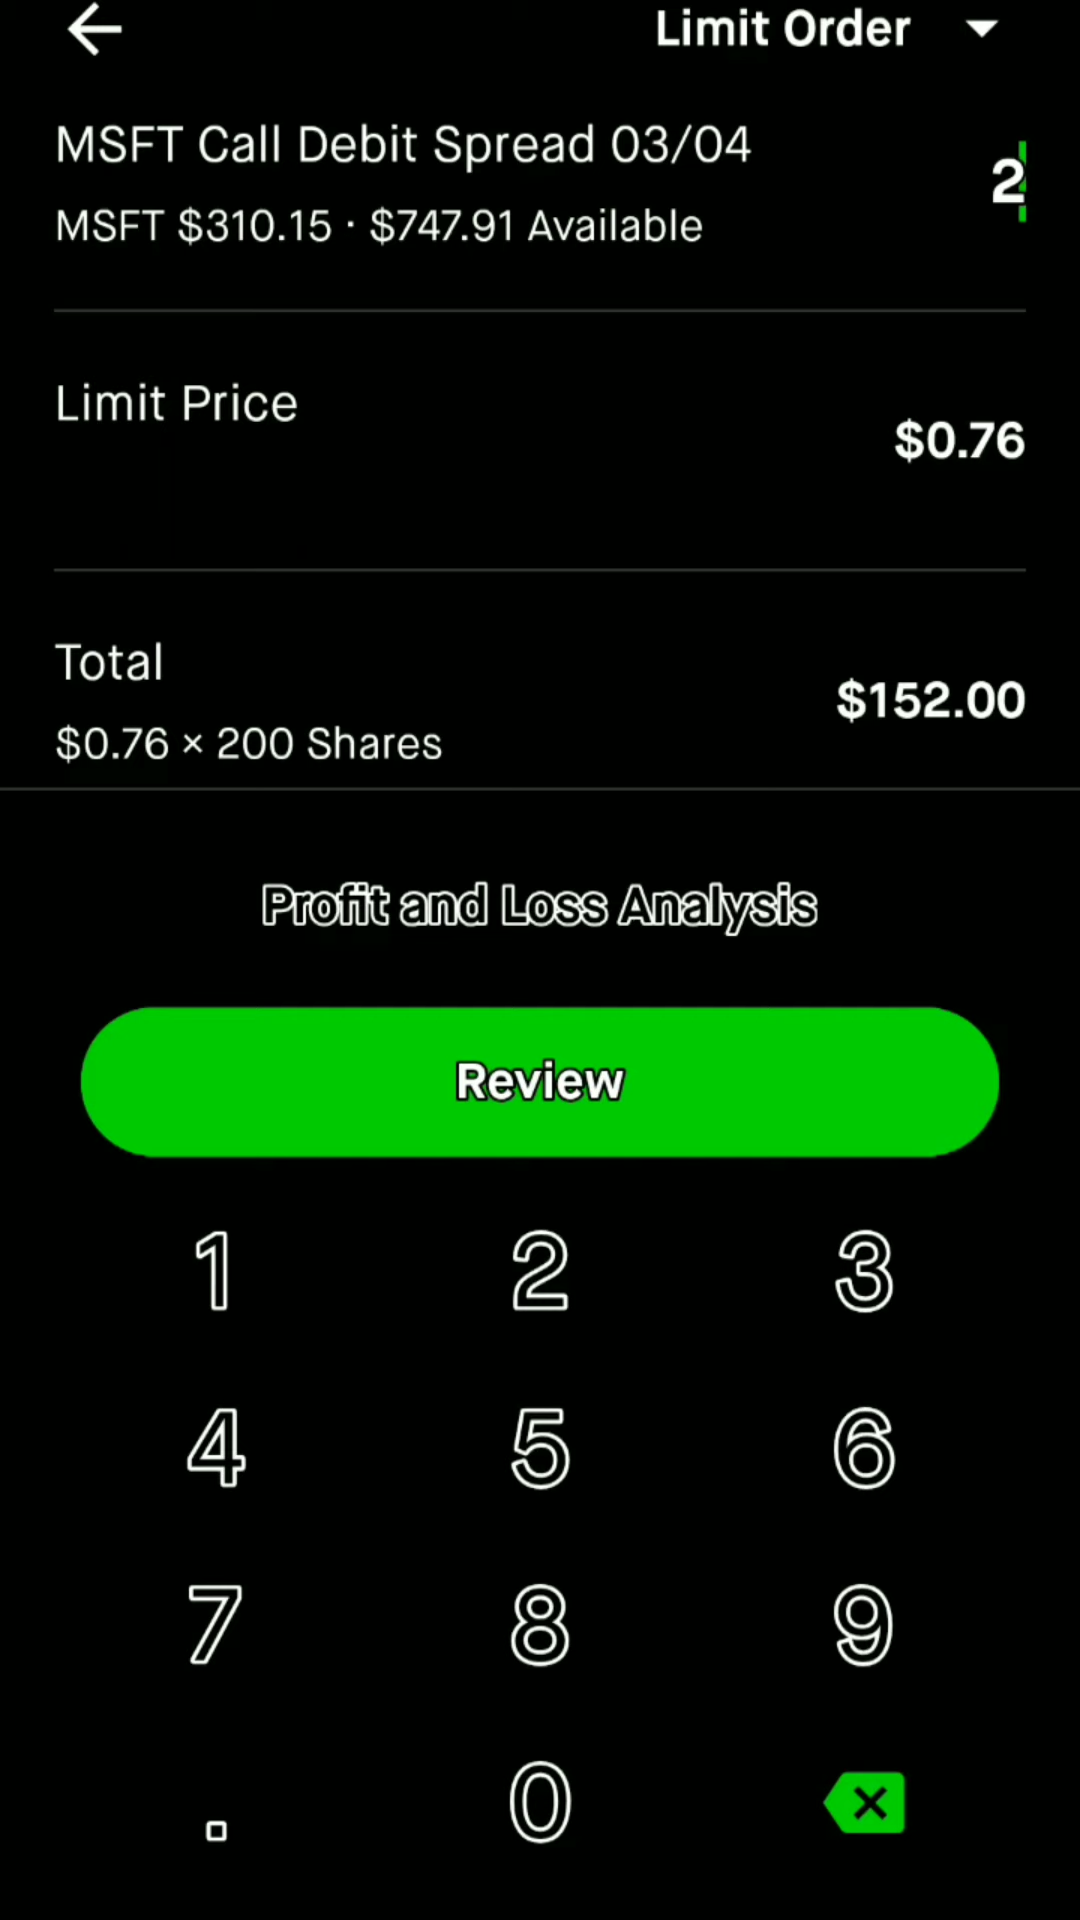 Limit Order
MSFT Call Debit Spread 03/04
2
MSFT $310.15 · $747.91 Available
Limit Price
$0.76
Total
$152.00
$0.76 × 200 Shares
Profit and Loss Analysis
Review
1 2 3
4 5 6
7 8 9
. 0